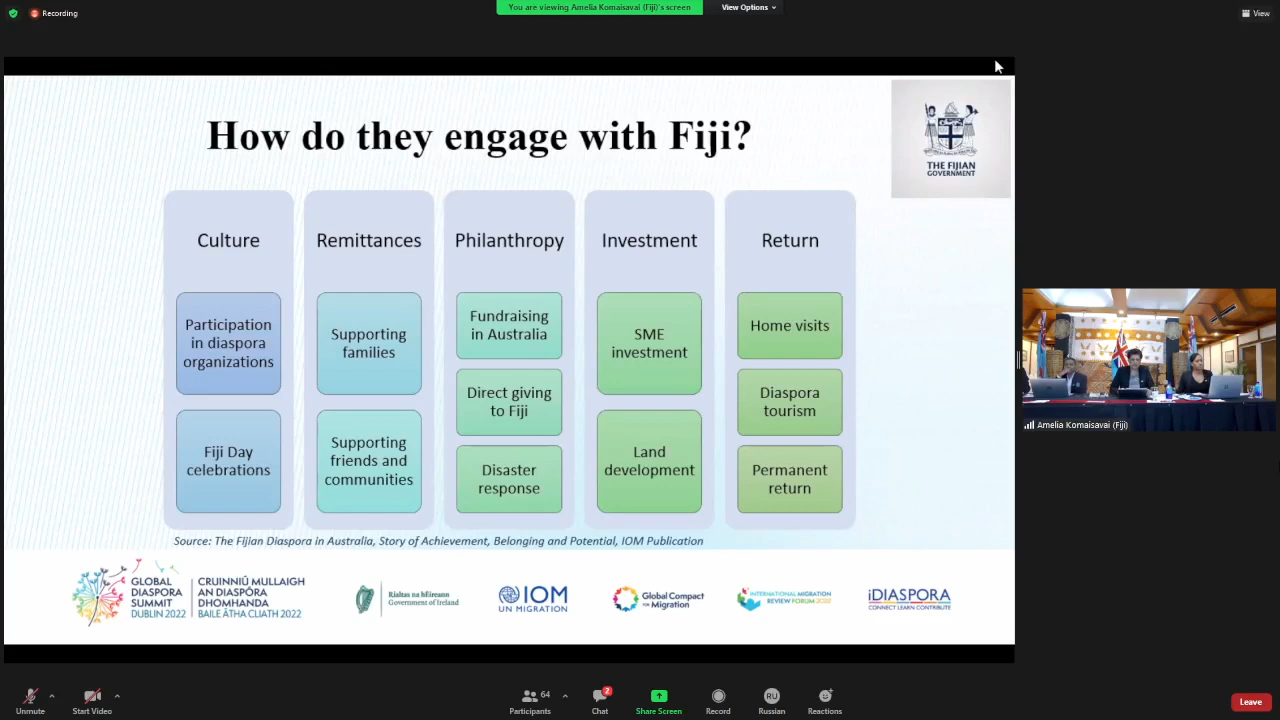 Recording
You are viewing Amelia Komaisavai (Fiji)'s screen
View Options
View
How do they engage with Fiji?
THE FIJIAN
GOVERNMENT
Culture
Remittances
Philanthropy
Investment
Return
Participation
in diaspora
organizations
Fiji Day
celebrations
Supporting
families
Supporting
friends and
communities
Fundraising
in Australia
Direct giving
to Fiji
Disaster
response
SME
investment
Land
development
Home visits
Diaspora
tourism
Permanent
return
Source: The Fijian Diaspora in Australia, Story of Achievement, Belonging and Potential, IOM Publication
GLOBAL
DIASPORA
SUMMIT
DUBLIN 2022
CRUINNIÚ MULLAIGH
AN DIASPÓRA
DHOMHANDA
BAILE ÁTHA CLIATH 2022
Rialtas na hÉireann
Government of Ireland
IOM
UN MIGRATION
Global Compact
for Migration
INTERNATIONAL MIGRATION
REVIEW FORUM 2022
iDIASPORA
CONNECT LEARN CONTRIBUTE
Amelia Komaisavai (Fiji)
Unmute
Start Video
64
Participants
2
Chat
Share Screen
Record
RU
Russian
Reactions
Leave